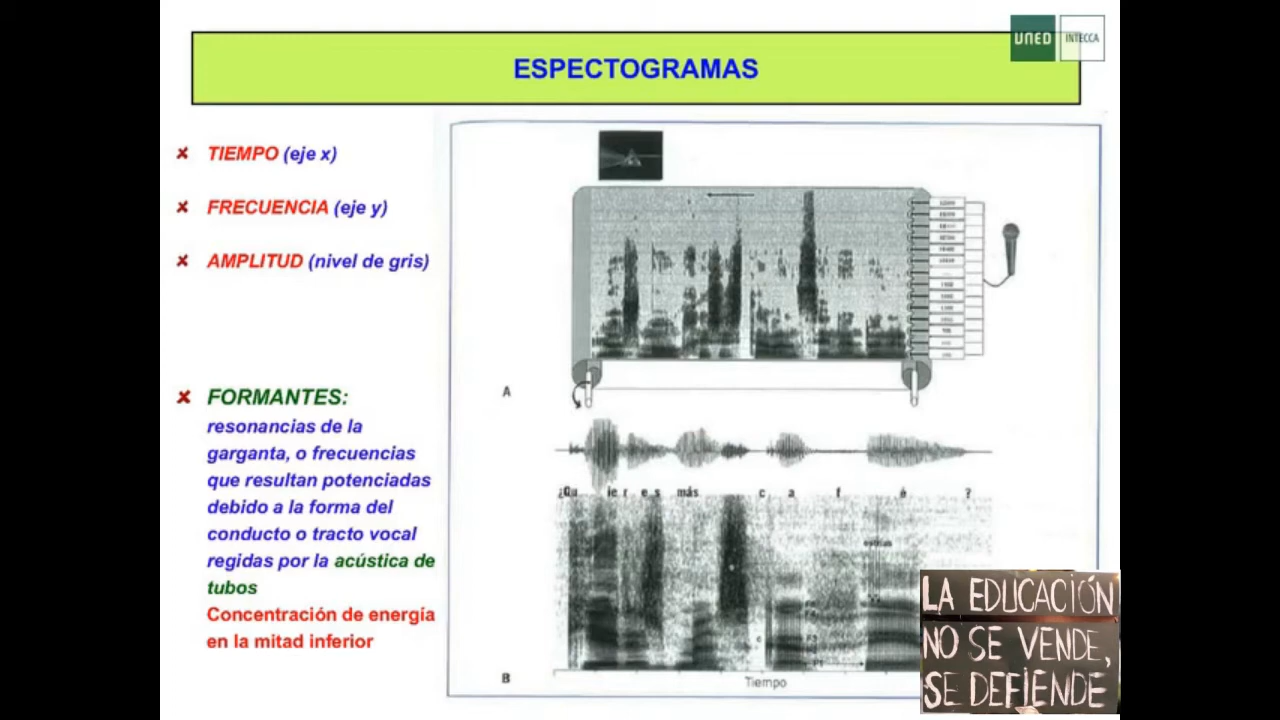 UNED INTECCA
ESPECTOGRAMAS
✘ TIEMPO (eje x)
✘ FRECUENCIA (eje y)
✘ AMPLITUD (nivel de gris)
✘ FORMANTES:
resonancias de la
garganta, o frecuencias
que resultan potenciadas
debido a la forma del
conducto o tracto vocal
regidas por la acústica de
tubos
Concentración de energía
en la mitad inferior
A
¿Qu ie r e s más c a f é ?
estrías
B
Tiempo
LA EDUCACIÓN
NO SE VENDE,
SE DEFIENDE